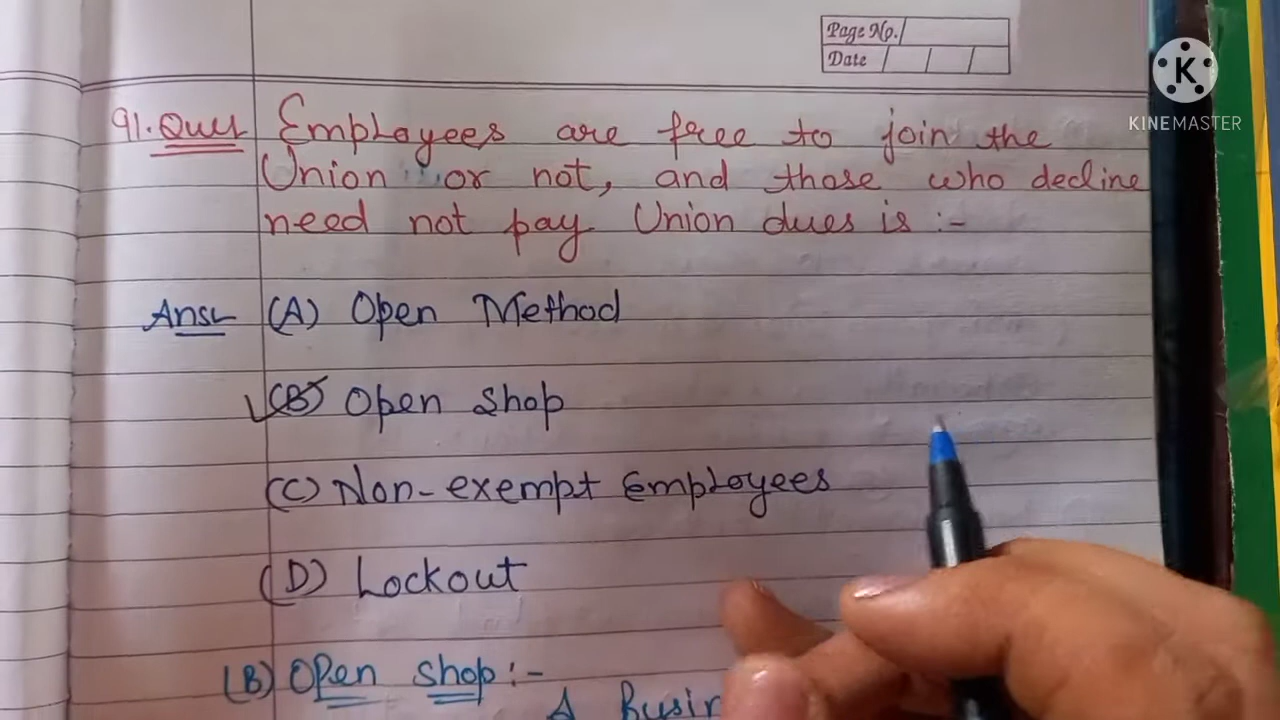 Page No.
Date
K
KINEMASTER
91. Ques Employees are free to join the
Union or not, and those who decline
need not pay Union dues is :-
Ans (A) Open Method
(B) Open Shop
(C) Non-exempt Employees
(D) Lockout
(B) Open Shop :-
A